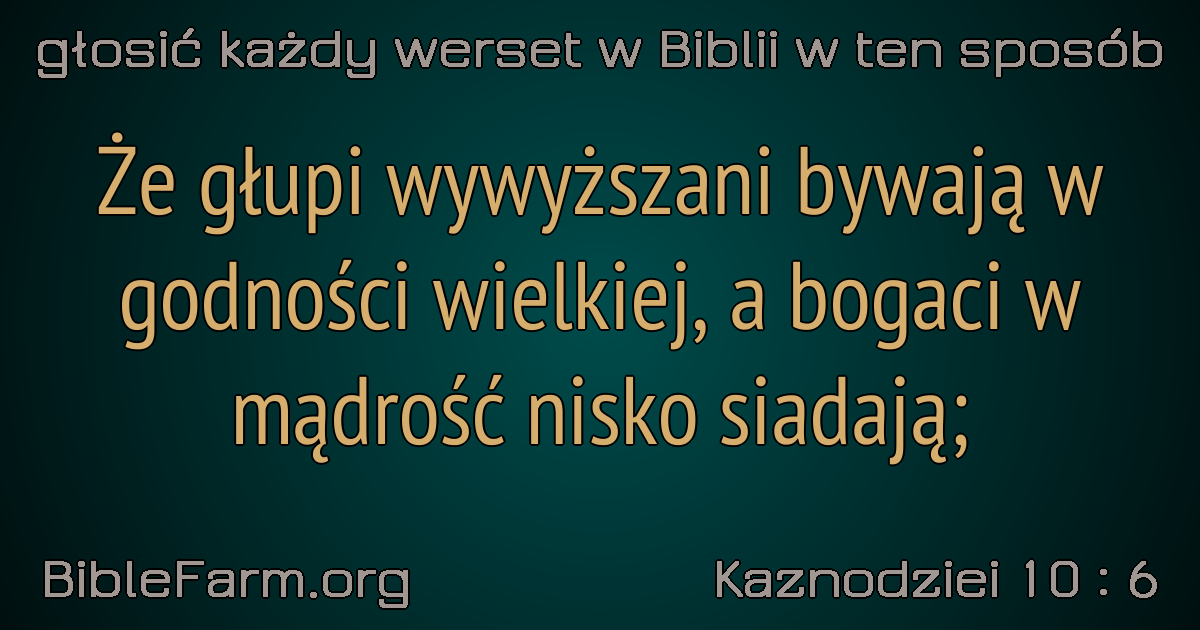 głosić każdy werset w Biblii w ten sposób
Że głupi wywyższani bywają w
godności wielkiej, a bogaci w
mądrość nisko siadają;
BibleFarm.org
Kaznodziei 10 : 6